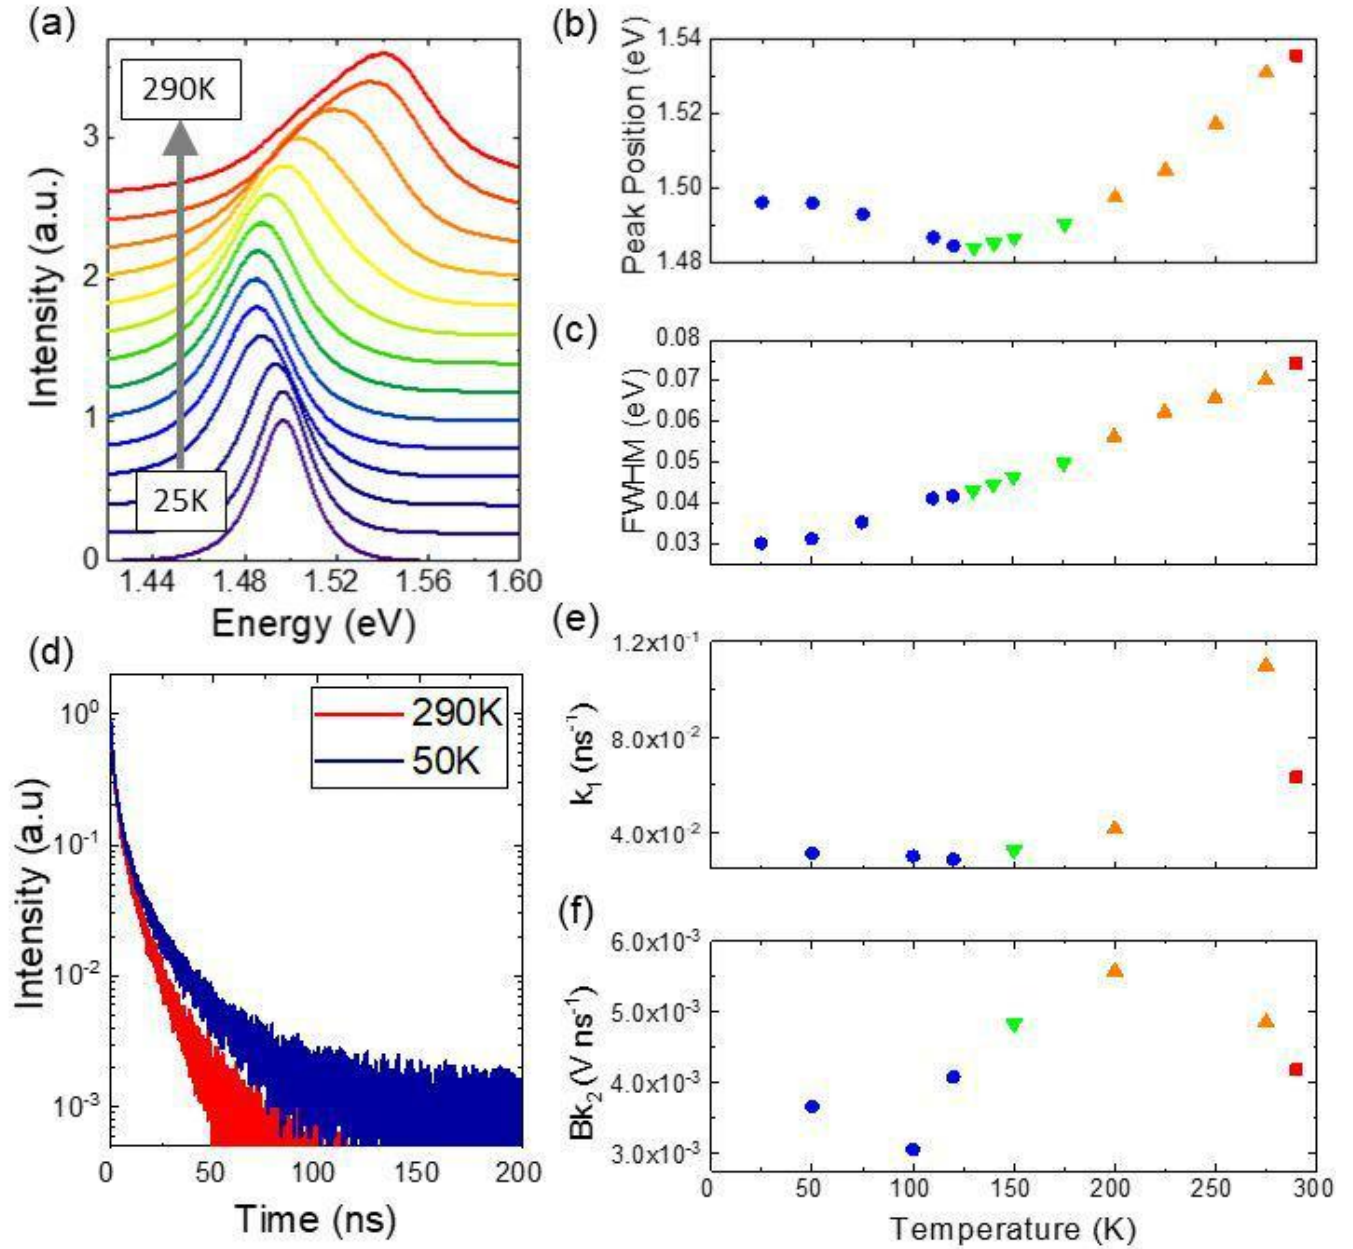 (a)
290K
25K
Intensity (a.u.)
3
2
1
0
1.44 1.48 1.52 1.56 1.60
Energy (eV)
(b)
Peak Position (eV)
1.54
1.52
1.50
1.48
(c)
FWHM (eV)
0.08
0.07
0.06
0.05
0.04
0.03
(d)
290K
50K
Intensity (a.u)
10⁰
10⁻¹
10⁻²
10⁻³
0 50 100 150 200
Time (ns)
(e)
k₁ (ns⁻¹)
1.2x10⁻¹
8.0x10⁻²
4.0x10⁻²
(f)
Bk₂ (V ns⁻¹)
6.0x10⁻³
5.0x10⁻³
4.0x10⁻³
3.0x10⁻³
0 50 100 150 200 250 300
Temperature (K)